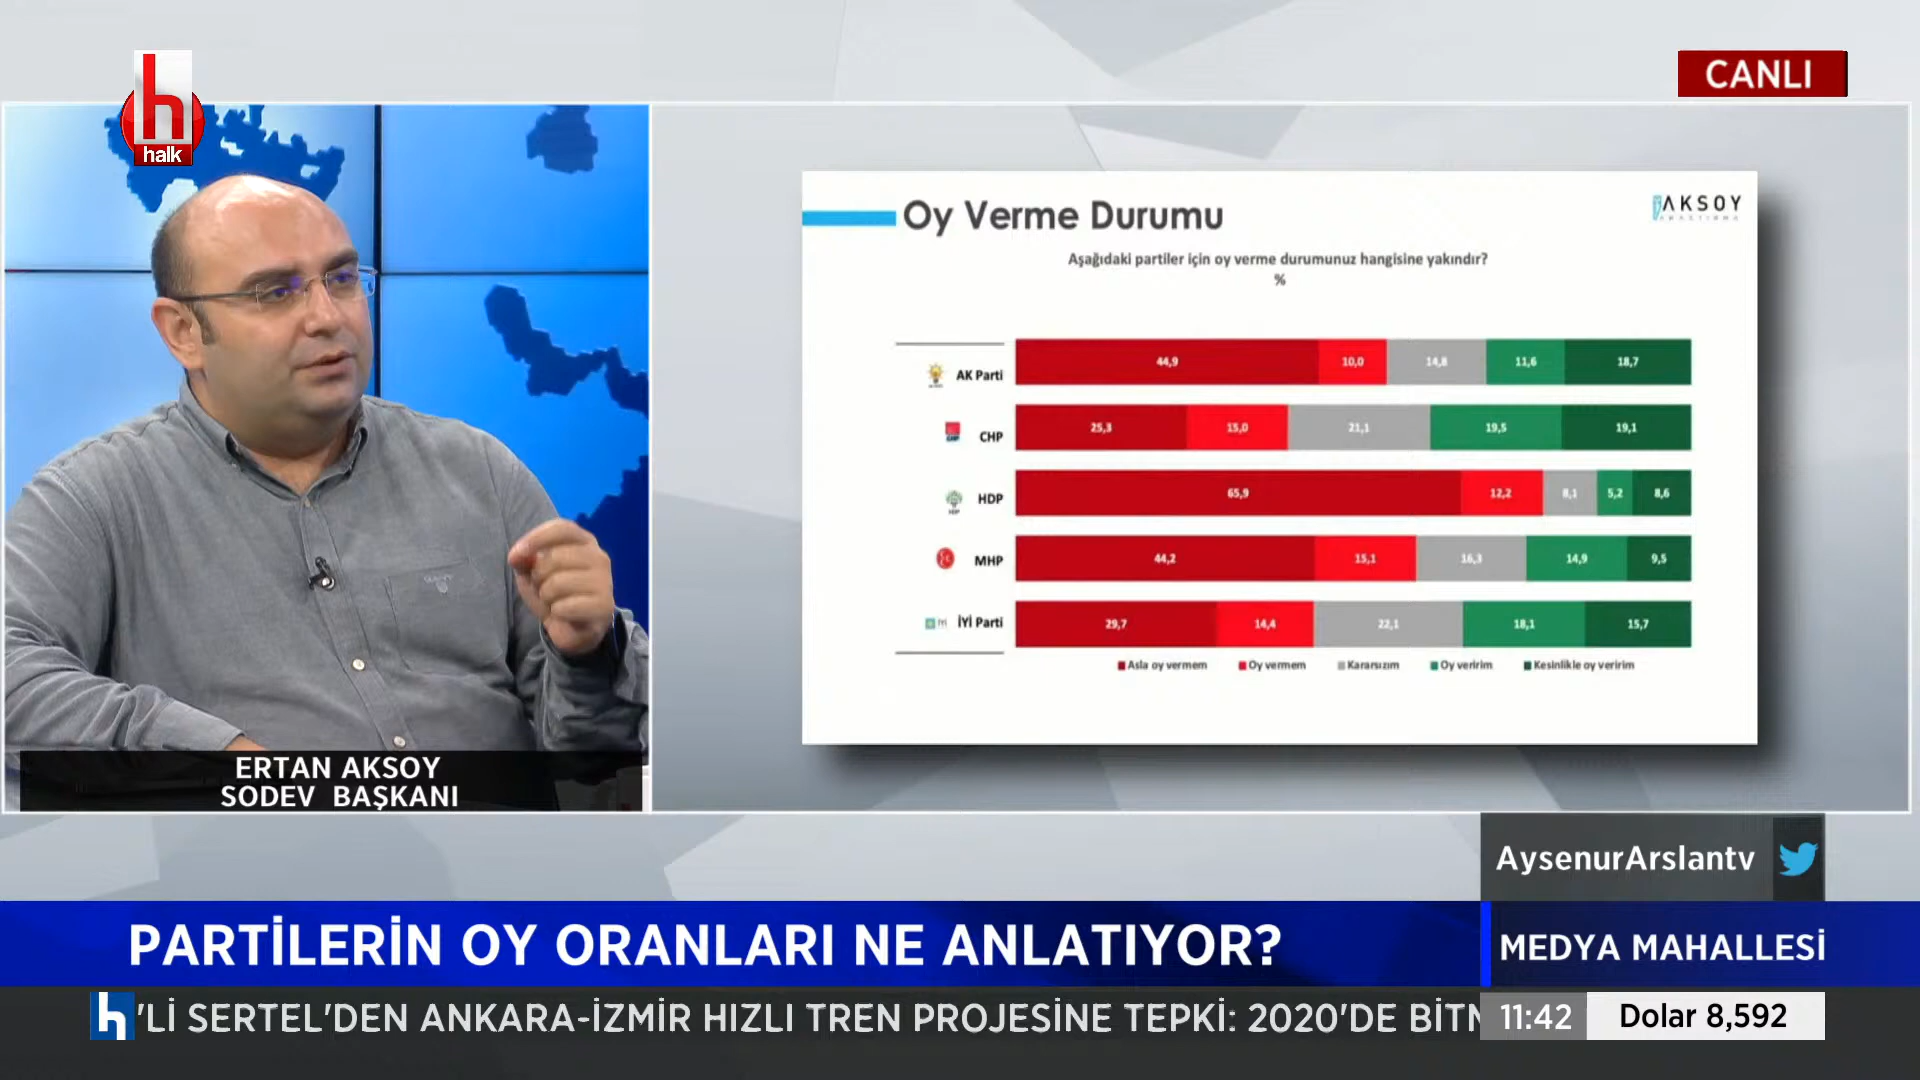 h
halk
CANLI
Oy Verme Durumu
AKSOY
Aşağıdaki partiler için oy verme durumunuz hangisine yakındır?
%
AK Parti
44,9 10,0 14,8 11,6 18,7
CHP
25,3 15,0 21,1 19,5 19,1
HDP
65,9 12,2 8,1 5,2 8,6
MHP
44,2 15,1 16,3 14,9 9,5
İYİ Parti
29,7 14,4 22,1 18,1 15,7
Asla oy vermem Oy vermem Kararsızım Oy veririm Kesinlikle oy veririm
ERTAN AKSOY
SODEV BAŞKANI
AysenurArslantv
PARTİLERİN OY ORANLARI NE ANLATIYOR?
MEDYA MAHALLESİ
h 'Lİ SERTEL'DEN ANKARA-İZMİR HIZLI TREN PROJESİNE TEPKİ: 2020'DE
11:42
Dolar 8,592